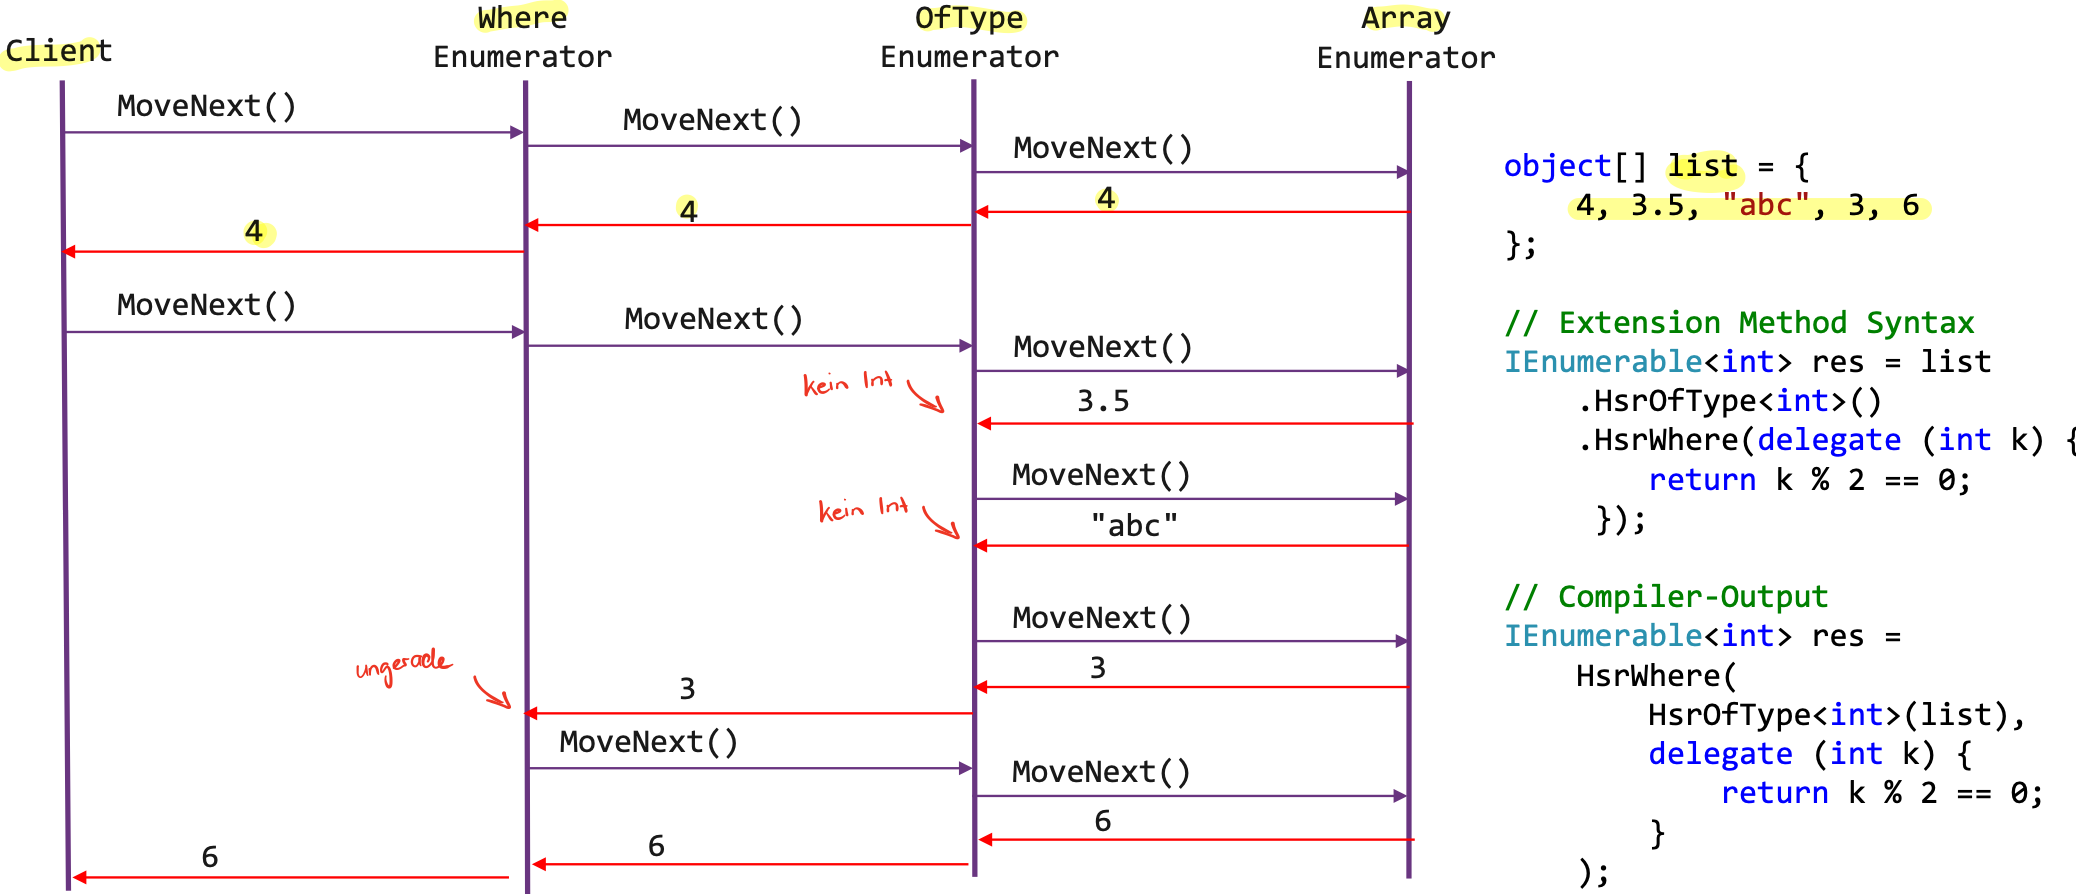 Client
Where
Enumerator
OfType
Enumerator
Array
Enumerator
MoveNext()
MoveNext()
MoveNext()
4
4
4
MoveNext()
MoveNext()
MoveNext()
kein Int
3.5
MoveNext()
kein Int
"abc"
MoveNext()
ungerade
3
3
MoveNext()
MoveNext()
6
6
6
object[] list = {
4, 3.5, "abc", 3, 6
};
// Extension Method Syntax
IEnumerable<int> res = list
.HsrOfType<int>()
.HsrWhere(delegate (int k) {
return k % 2 == 0;
});
// Compiler-Output
IEnumerable<int> res =
HsrWhere(
HsrOfType<int>(list),
delegate (int k) {
return k % 2 == 0;
}
);